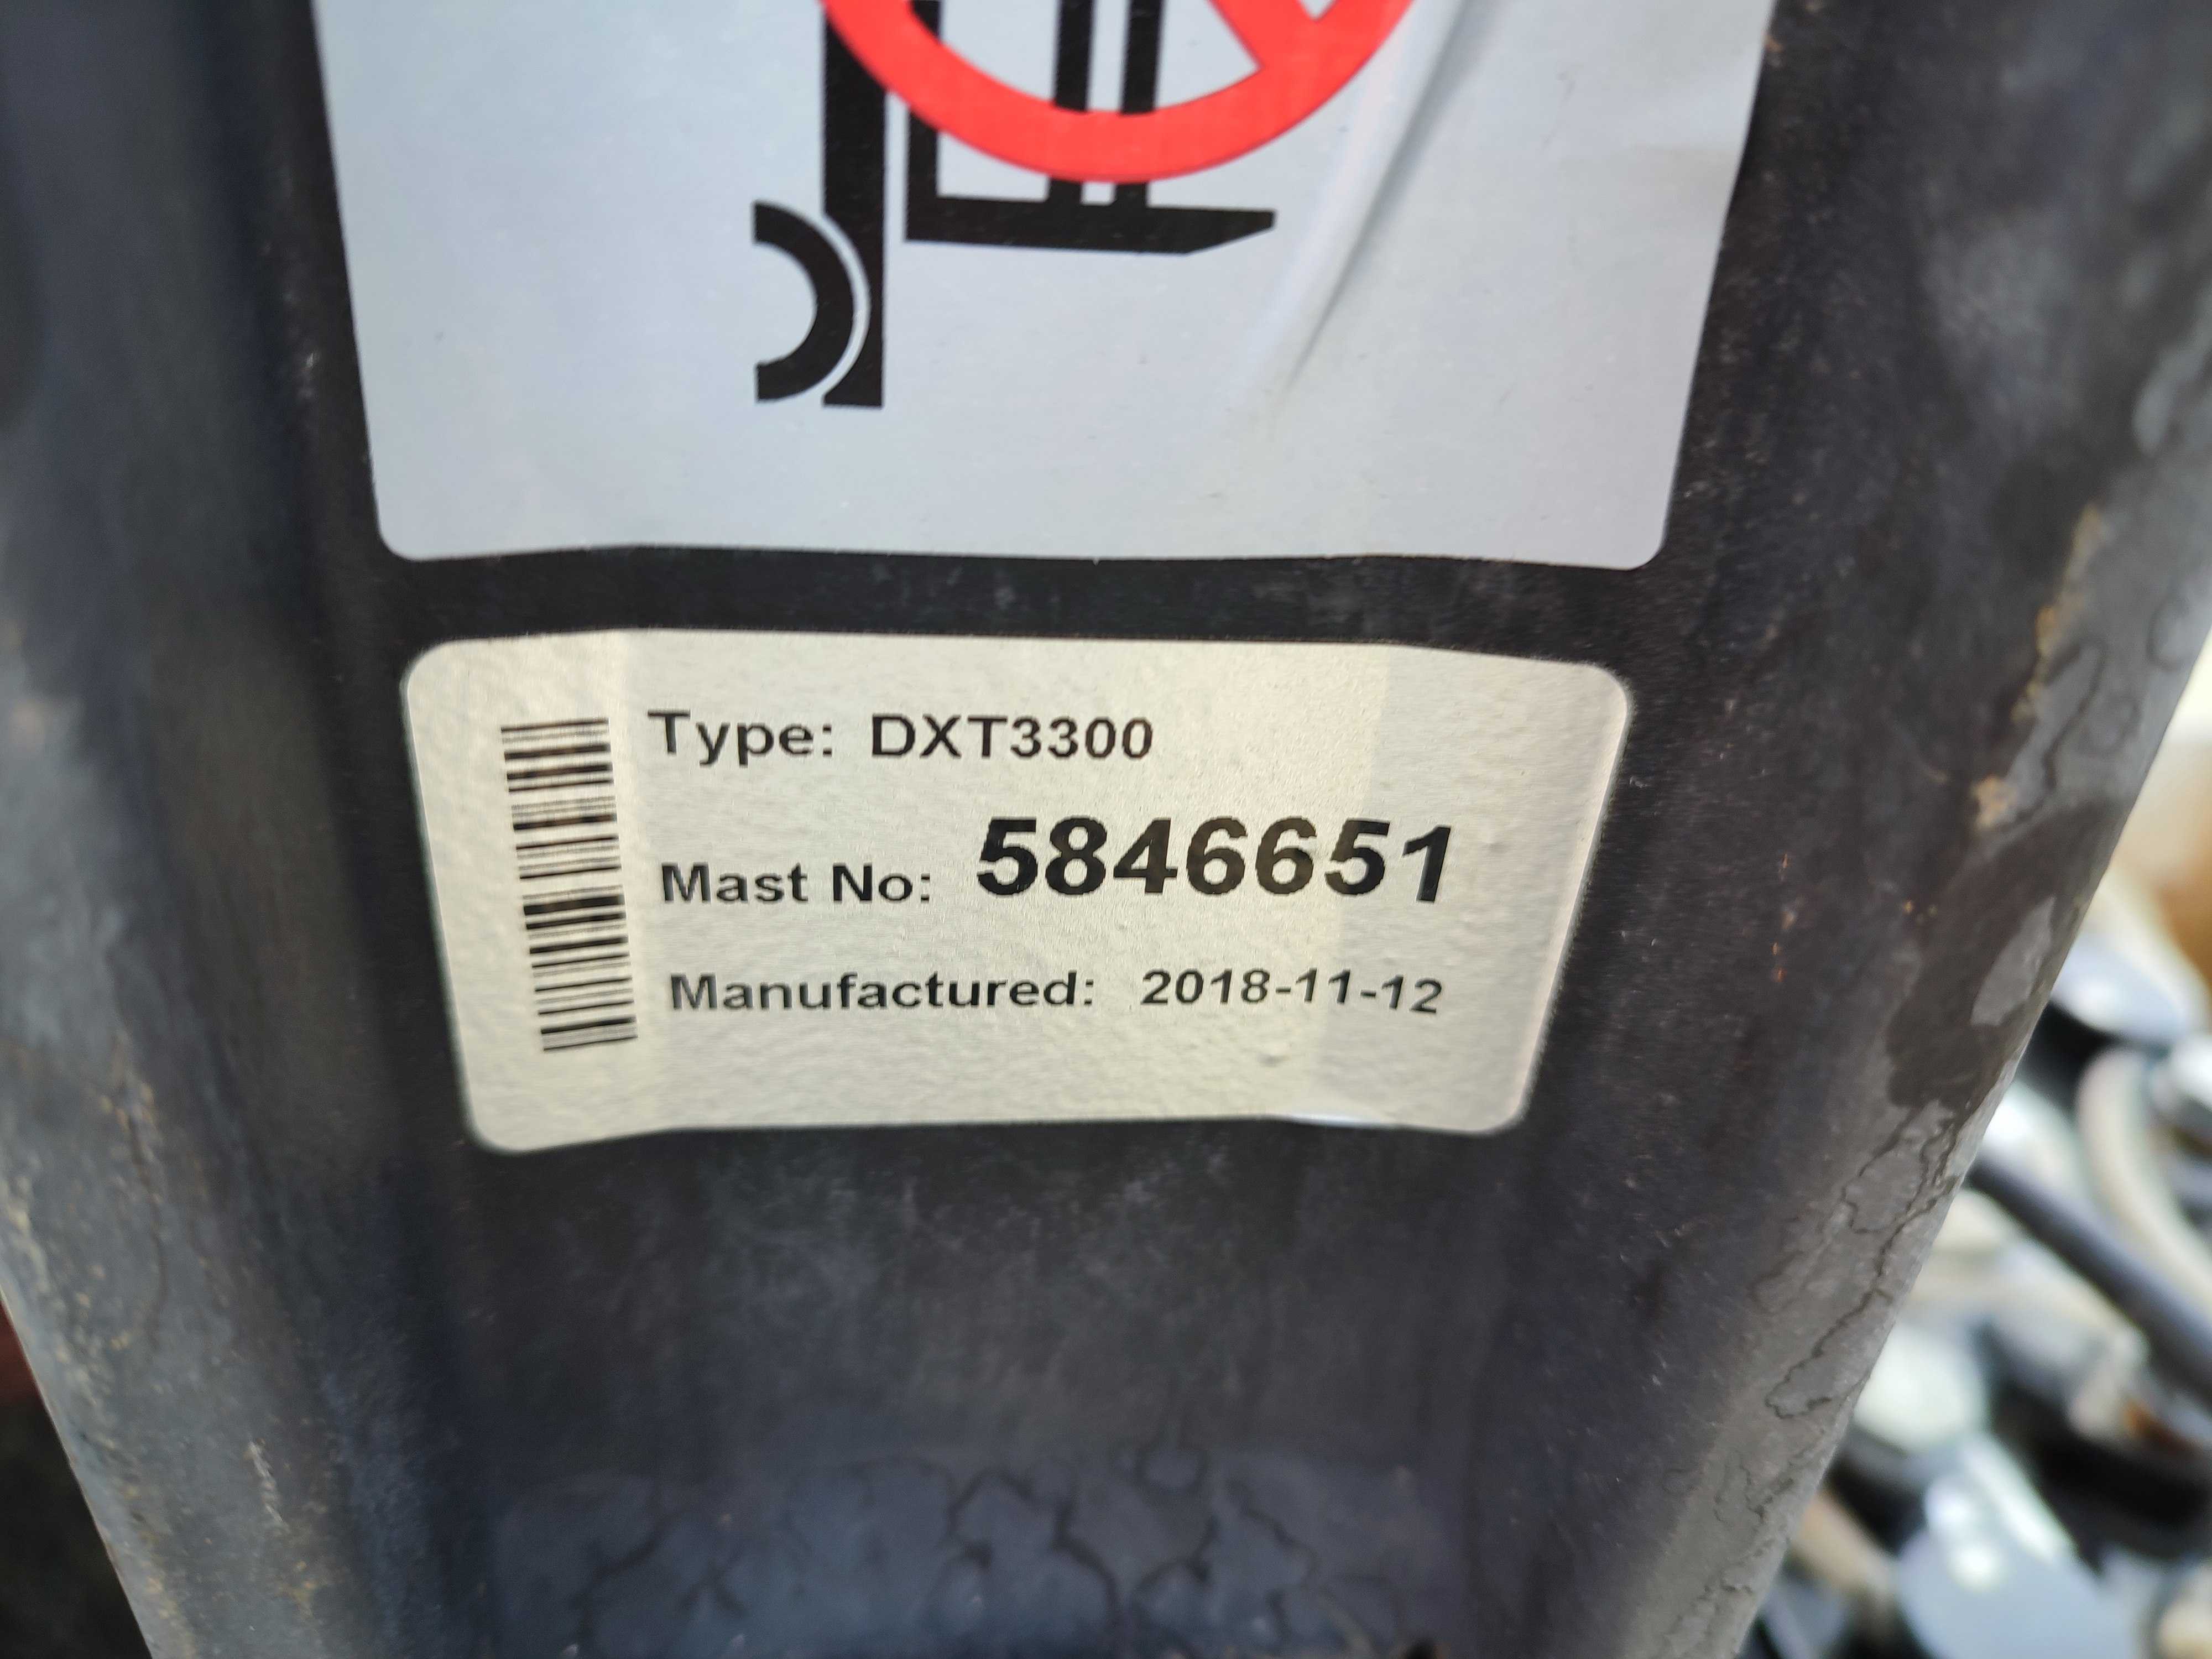 Type: DXT3300
Mast No: 5846651
Manufactured: 2018-11-12